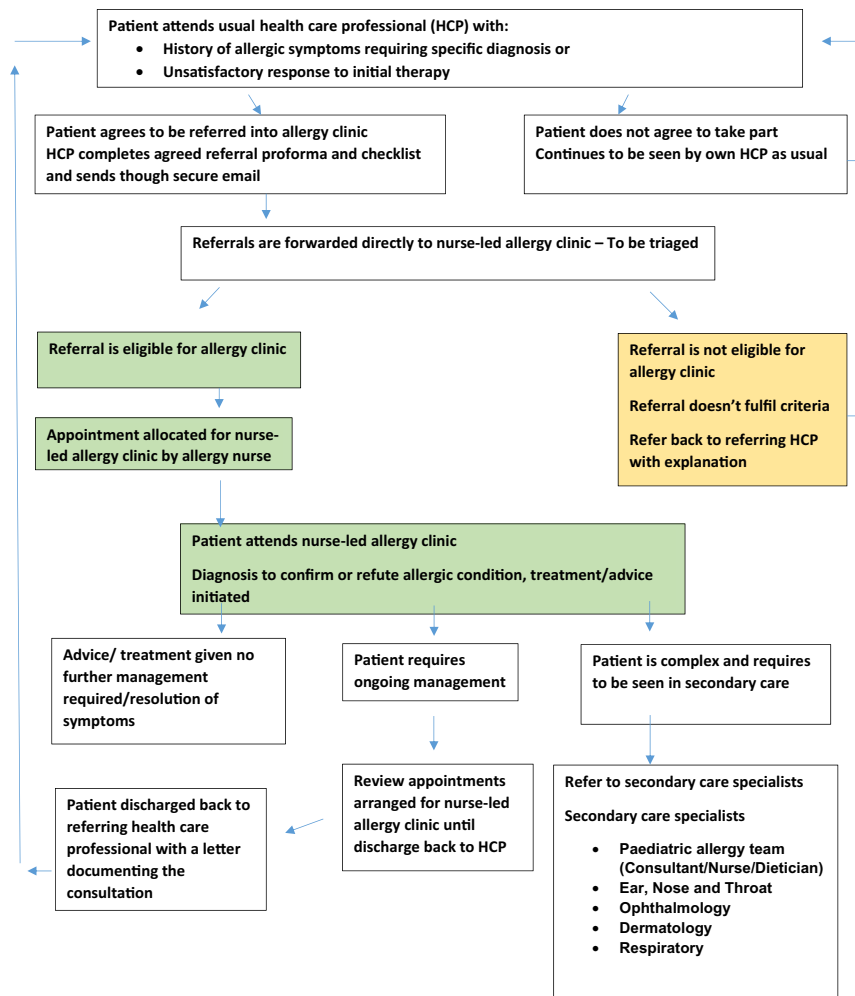 Patient attends usual health care professional (HCP) with:
• History of allergic symptoms requiring specific diagnosis or
• Unsatisfactory response to initial therapy
Patient agrees to be referred into allergy clinic
HCP completes agreed referral proforma and checklist
and sends though secure email
Patient does not agree to take part
Continues to be seen by own HCP as usual
Referrals are forwarded directly to nurse-led allergy clinic – To be triaged
Referral is eligible for allergy clinic
Referral is not eligible for
allergy clinic
Referral doesn’t fulfil criteria
Refer back to referring HCP
with explanation
Appointment allocated for nurse-
led allergy clinic by allergy nurse
Patient attends nurse-led allergy clinic
Diagnosis to confirm or refute allergic condition, treatment/advice
initiated
Advice/ treatment given no
further management
required/resolution of
symptoms
Patient requires
ongoing management
Patient is complex and requires
to be seen in secondary care
Patient discharged back to
referring health care
professional with a letter
documenting the
consultation
Review appointments
arranged for nurse-led
allergy clinic until
discharge back to HCP
Refer to secondary care specialists
Secondary care specialists
• Paediatric allergy team
(Consultant/Nurse/Dietician)
• Ear, Nose and Throat
• Ophthalmology
• Dermatology
• Respiratory